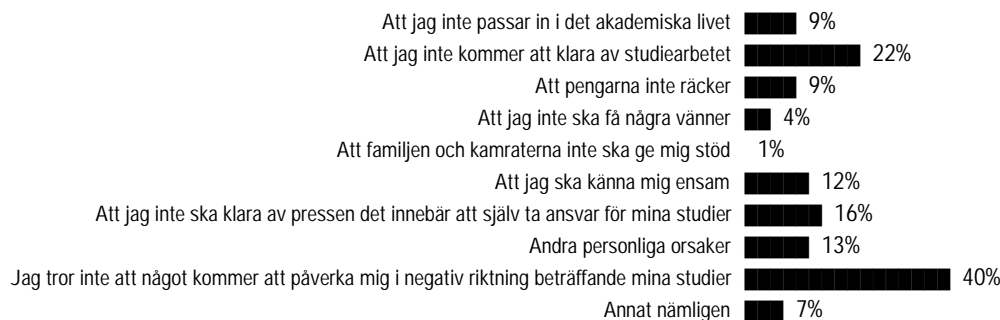 Att jag inte passar in i det akademiska livet 9%
Att jag inte kommer att klara av studiearbetet 22%
Att pengarna inte räcker 9%
Att jag inte ska få några vänner 4%
Att familjen och kamraterna inte ska ge mig stöd 1%
Att jag ska känna mig ensam 12%
Att jag inte ska klara av pressen det innebär att själv ta ansvar för mina studier 16%
Andra personliga orsaker 13%
Jag tror inte att något kommer att påverka mig i negativ riktning beträffande mina studier 40%
Annat nämligen 7%